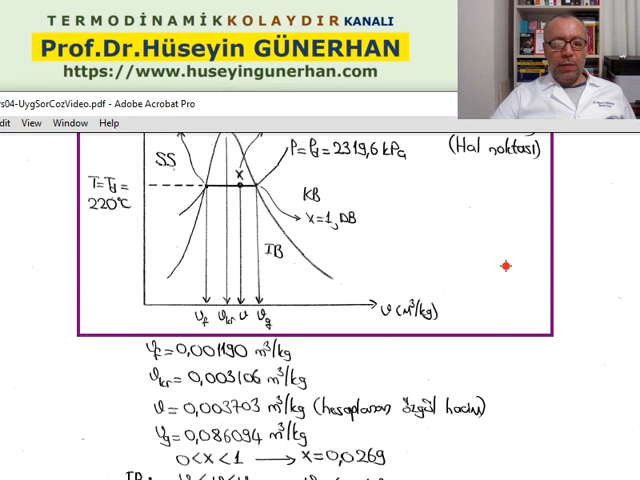 TERMODİNAMİKKOLAYDIR KANALI
Prof.Dr.Hüseyin GÜNERHAN
https://www.huseyingunerhan.com
rs04-UygSorCozVideo.pdf - Adobe Acrobat Pro
dit View Window Help
SS
P=Pd=2319,6 kPa
(Hal noktası)
x
T=Td=
220°C
KB
x=1, DB
IB
vf vkr v vg
v (m³/kg)
vf=0,001190 m³/kg
vkr=0,003106 m³/kg
v=0,003703 m³/kg (hesaplanan özgül hacim)
vg=0,086094 m³/kg
0<x<1 → x=0,0269